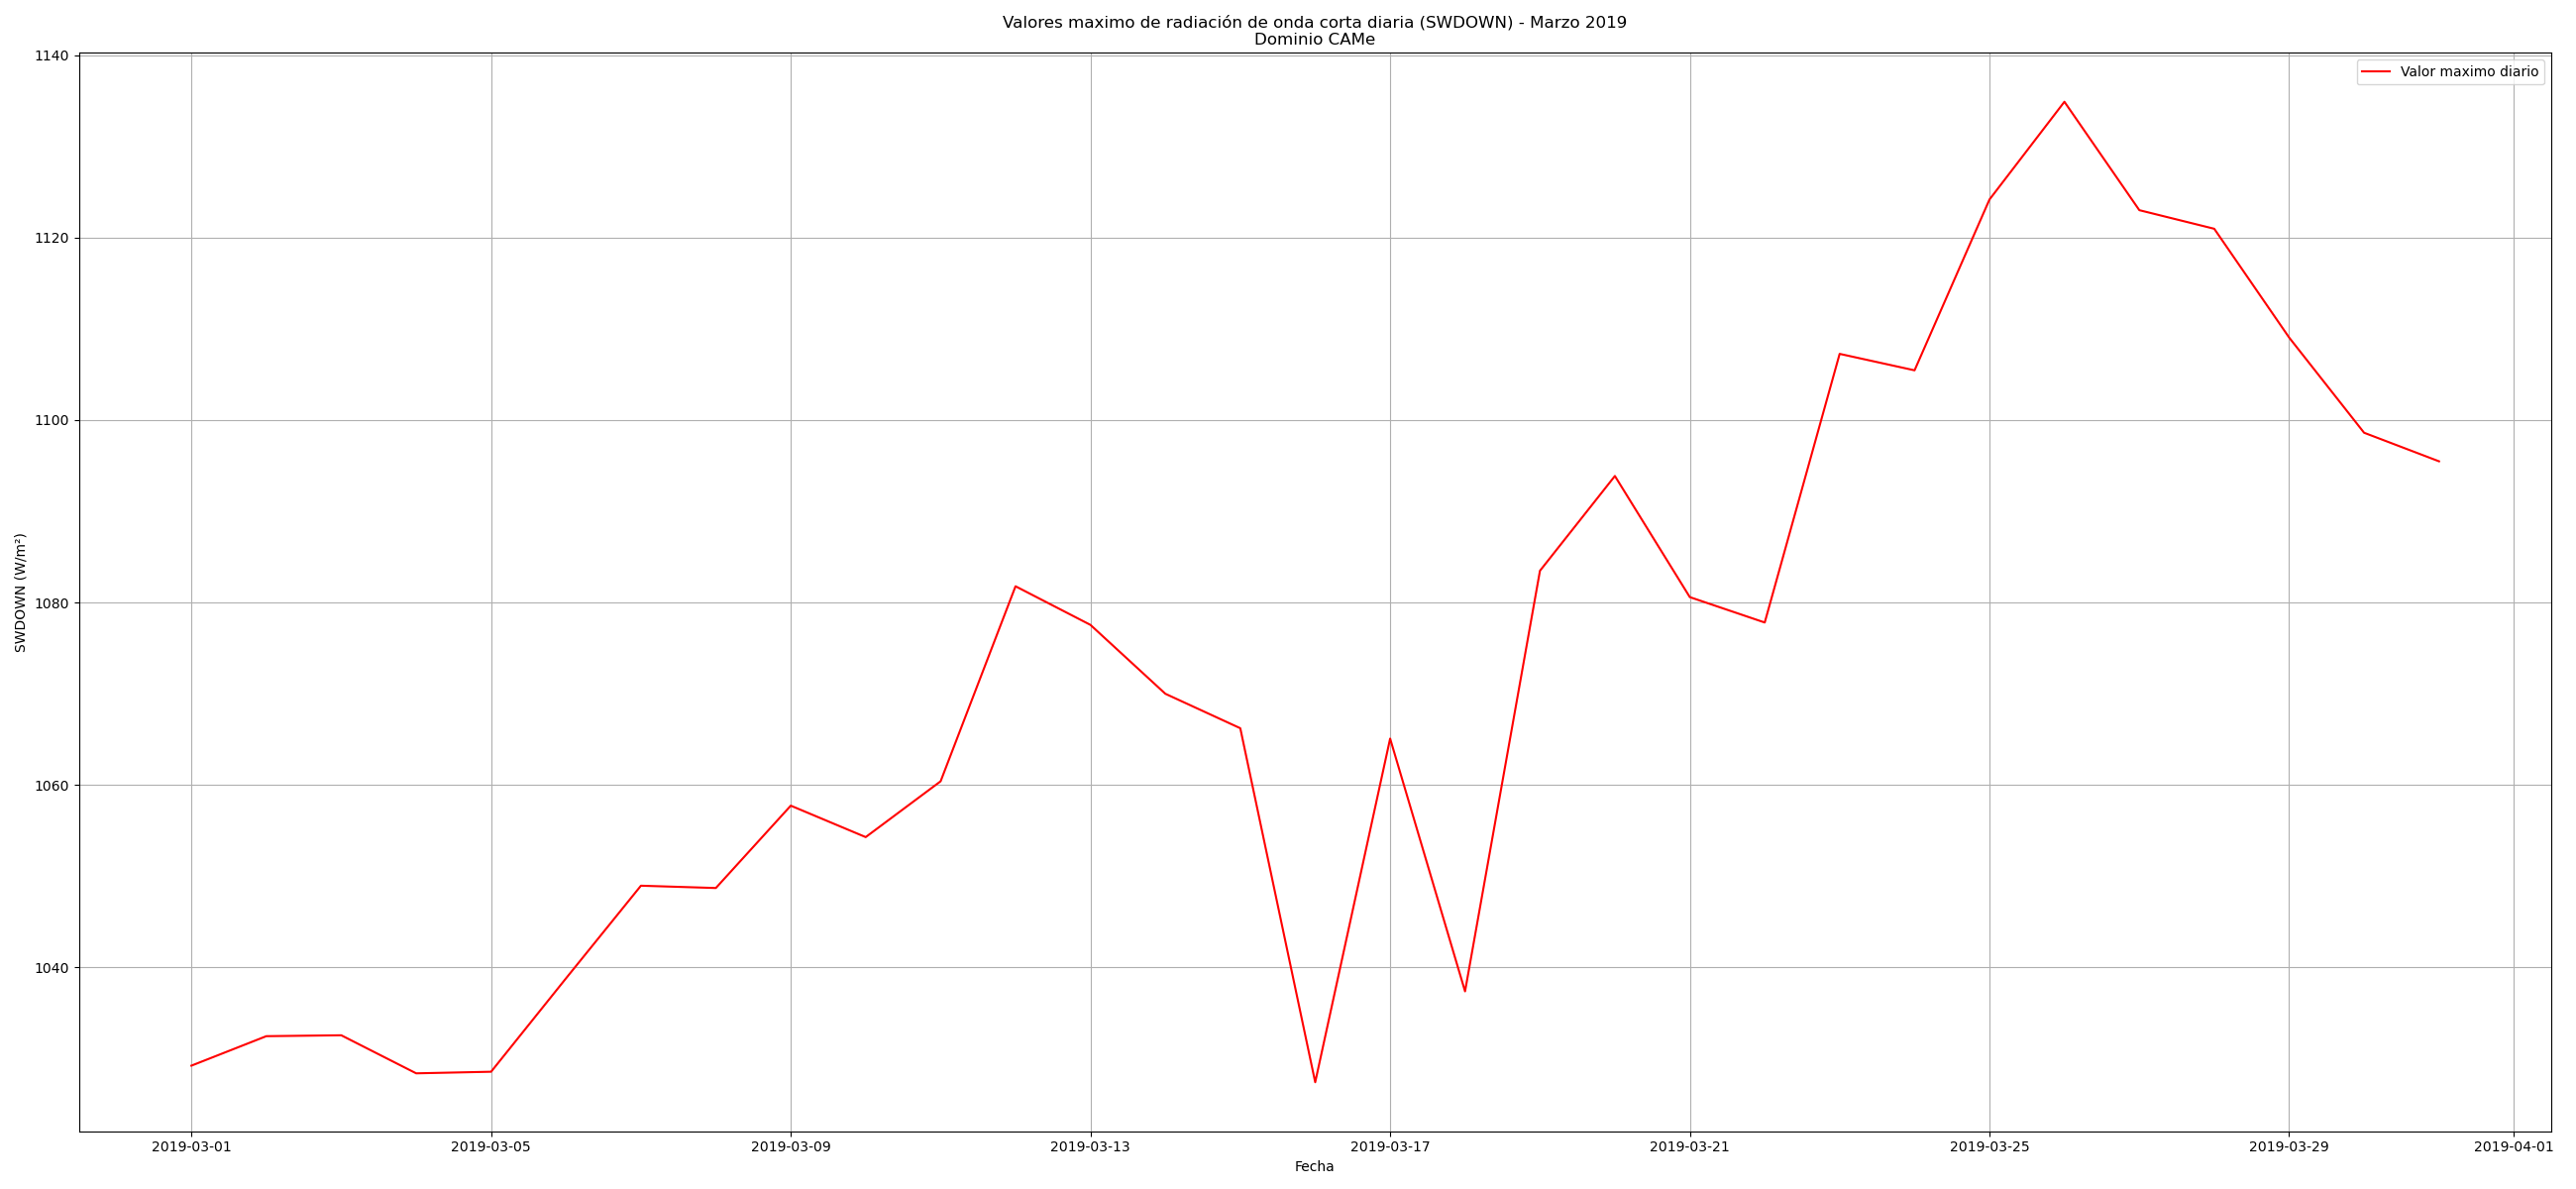 Valores maximo de radiación de onda corta diaria (SWDOWN) - Marzo 2019
Dominio CAMe
Valor maximo diario
1140
1120
1100
1080
1060
1040
SWDOWN (W/m²)
2019-03-01 2019-03-05 2019-03-09 2019-03-13 2019-03-17 2019-03-21 2019-03-25 2019-03-29 2019-04-01
Fecha